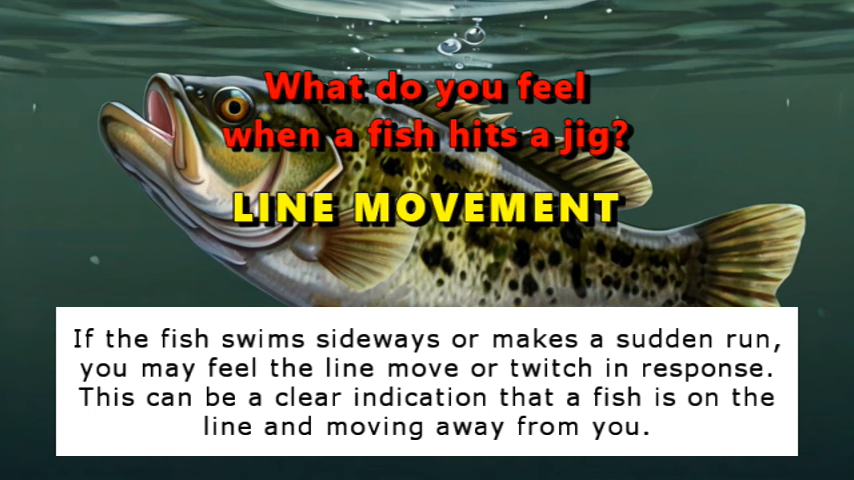 What do you feel
when a fish hits a jig?
LINE MOVEMENT
If the fish swims sideways or makes a sudden run,
you may feel the line move or twitch in response.
This can be a clear indication that a fish is on the
line and moving away from you.